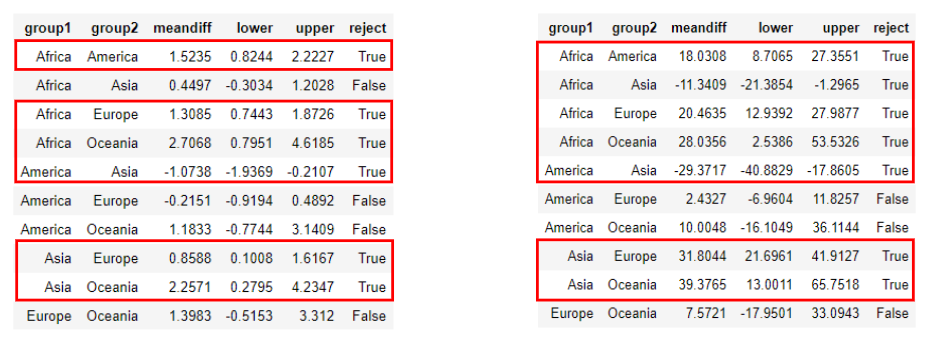 group1 group2 meandiff lower upper reject
Africa America 1.5235 0.8244 2.2227 True
Africa Asia 0.4497 -0.3034 1.2028 False
Africa Europe 1.3085 0.7443 1.8726 True
Africa Oceania 2.7068 0.7951 4.6185 True
America Asia -1.0738 -1.9369 -0.2107 True
America Europe -0.2151 -0.9194 0.4892 False
America Oceania 1.1833 -0.7744 3.1409 False
Asia Europe 0.8588 0.1008 1.6167 True
Asia Oceania 2.2571 0.2795 4.2347 True
Europe Oceania 1.3983 -0.5153 3.312 False
group1 group2 meandiff lower upper reject
Africa America 18.0308 8.7065 27.3551 True
Africa Asia -11.3409 -21.3854 -1.2965 True
Africa Europe 20.4635 12.9392 27.9877 True
Africa Oceania 28.0356 2.5386 53.5326 True
America Asia -29.3717 -40.8829 -17.8605 True
America Europe 2.4327 -6.9604 11.8257 False
America Oceania 10.0048 -16.1049 36.1144 False
Asia Europe 31.8044 21.6961 41.9127 True
Asia Oceania 39.3765 13.0011 65.7518 True
Europe Oceania 7.5721 -17.9501 33.0943 False